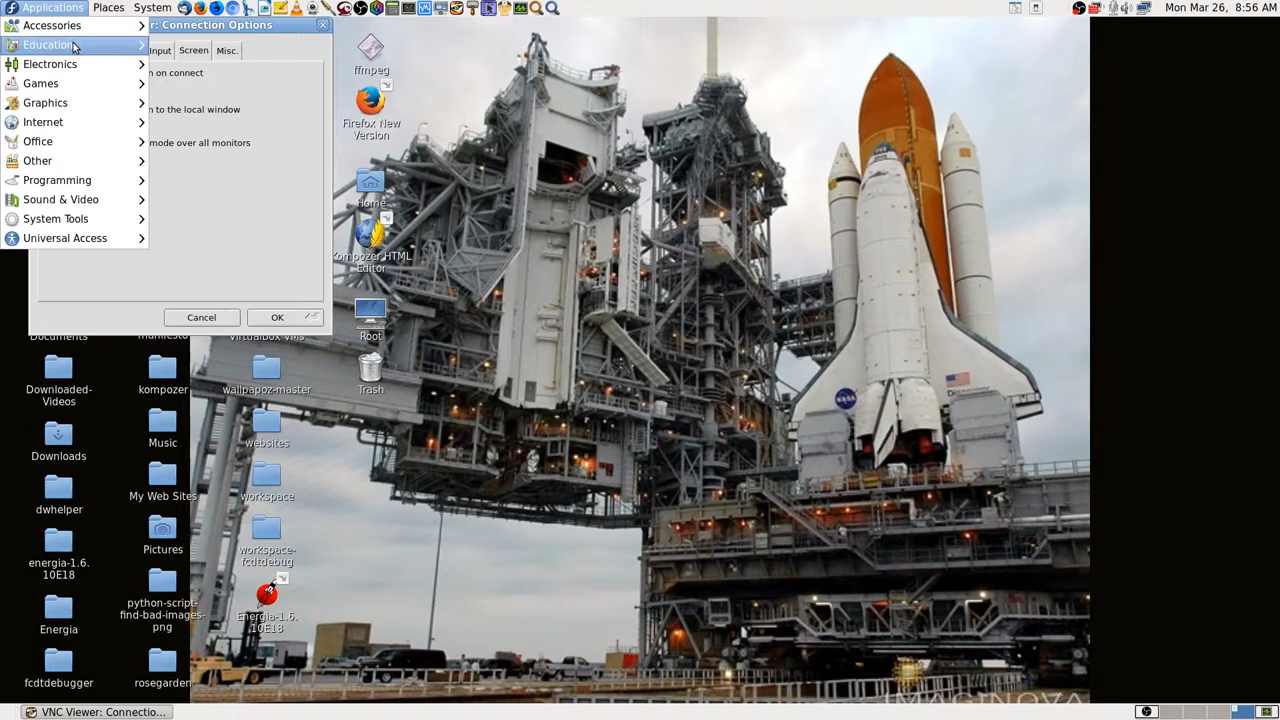 Applications Places System Mon Mar 26, 8:56 AM
r: Connection Options
Accessories
Education
Electronics
Games
Graphics
Internet
Office
Other
Programming
Sound & Video
System Tools
Universal Access
Input Screen Misc.
n on connect
n to the local window
mode over all monitors
Cancel OK
ffmpeg
Firefox New
Version
Home
Kompozer HTML
Editor
Root
Trash
Documents manifesto VirtualBox VMs
Downloaded-
Videos
kompozer
wallpapoz-master
Downloads
Music
websites
dwhelper
My Web Sites
workspace
energia-1.6.
10E18
Pictures
workspace-
fcdtdebug
Energia
python-script-
find-bad-images-
png
Energia-1.6.
10E18
fcdtdebugger
rosegarden
NASA
IMAGINOVA
VNC Viewer: Connectio...